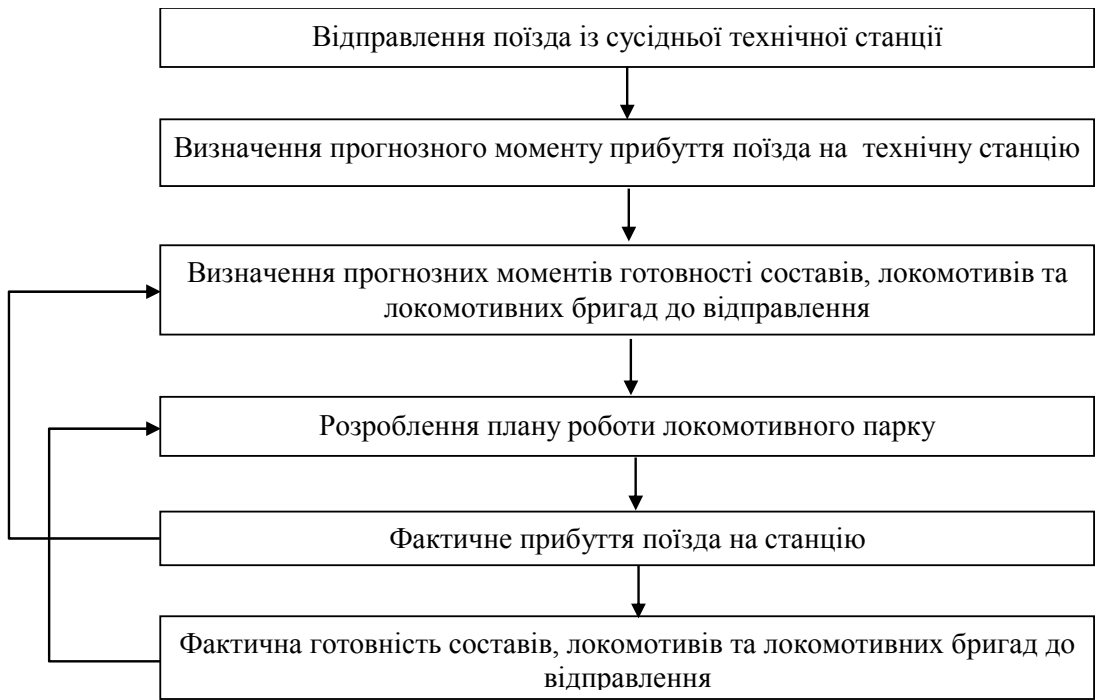 Відправлення поїзда із сусідньої технічної станції
Визначення прогнозного моменту прибуття поїзда на технічну станцію
Визначення прогнозних моментів готовності составів, локомотивів та
локомотивних бригад до відправлення
Розроблення плану роботи локомотивного парку
Фактичне прибуття поїзда на станцію
Фактична готовність составів, локомотивів та локомотивних бригад до
відправлення